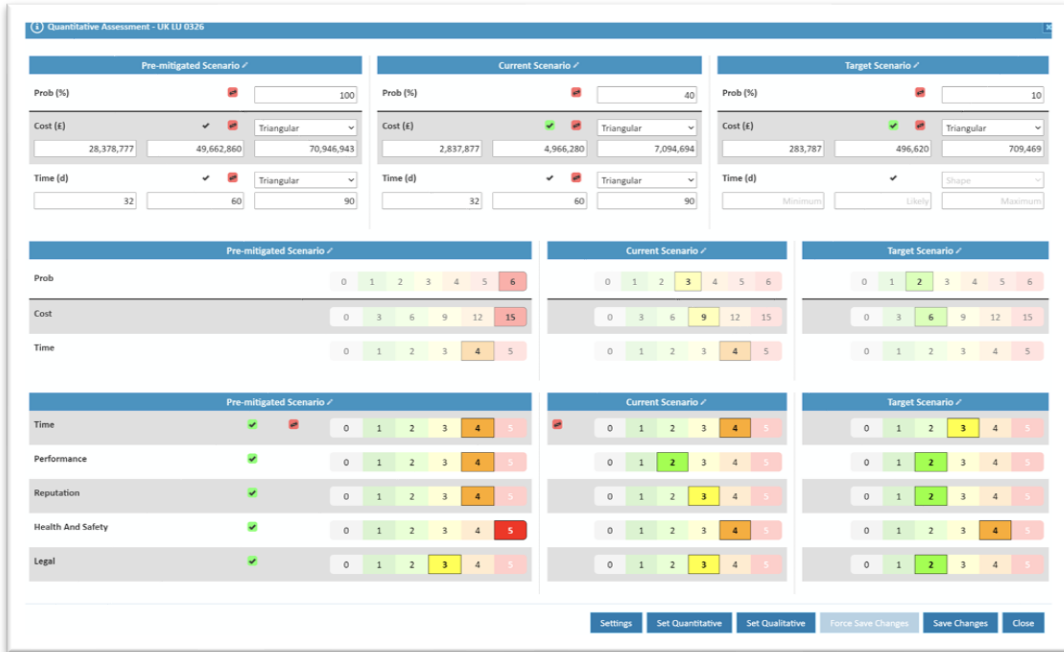 Quantitative Assessment - UK LU 0326
Pre-mitigated Scenario Current Scenario Target Scenario
Prob (%) 100 Prob (%) 40 Prob (%) 10
Cost (£) Triangular Cost (£) Triangular Cost (£) Triangular
28,378,777 49,662,860 70,946,943 2,837,877 4,966,280 7,094,694 283,787 496,620 709,469
Time (d) Triangular Time (d) Triangular Time (d) Shape
32 60 90 32 60 90 Minimum Likely Maximum
Pre-mitigated Scenario Current Scenario Target Scenario
Prob 0 1 2 3 4 5 6 0 1 2 3 4 5 6 0 1 2 3 4 5 6
Cost 0 3 6 9 12 15 0 3 6 9 12 15 0 3 6 9 12 15
Time 0 1 2 3 4 5 0 1 2 3 4 5 0 1 2 3 4 5
Pre-mitigated Scenario Current Scenario Target Scenario
Time 0 1 2 3 4 5 0 1 2 3 4 5 0 1 2 3 4 5
Performance 0 1 2 3 4 5 0 1 2 3 4 5 0 1 2 3 4 5
Reputation 0 1 2 3 4 5 0 1 2 3 4 5 0 1 2 3 4 5
Health And Safety 0 1 2 3 4 5 0 1 2 3 4 5 0 1 2 3 4 5
Legal 0 1 2 3 4 5 0 1 2 3 4 5 0 1 2 3 4 5
Settings Set Quantitative Set Qualitative Force Save Changes Save Changes Close